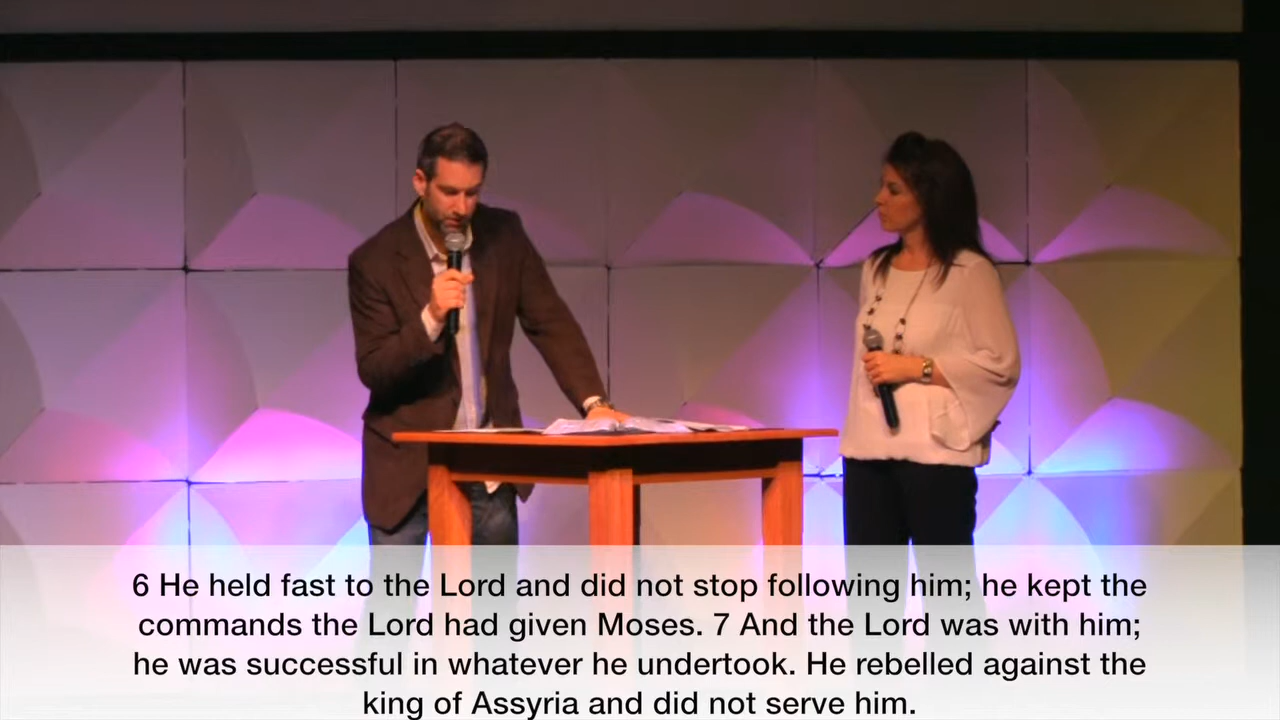 6 He held fast to the Lord and did not stop following him; he kept the
commands the Lord had given Moses. 7 And the Lord was with him;
he was successful in whatever he undertook. He rebelled against the
king of Assyria and did not serve him.